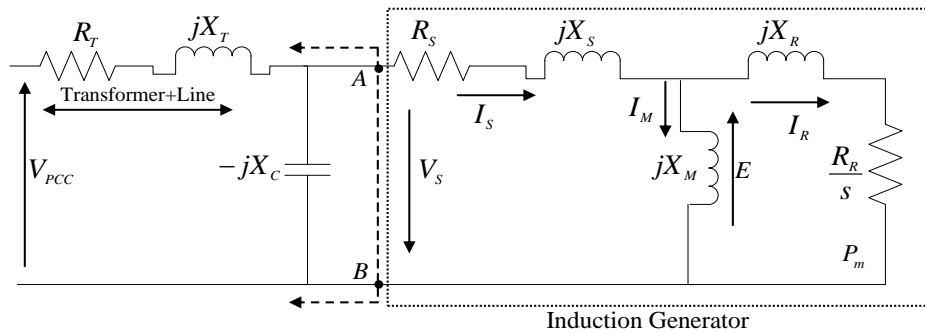 R_T
jX_T
R_S
jX_S
jX_R
A
Transformer+Line
I_S
I_M
I_R
V_PCC
-jX_C
V_S
jX_M
E
R_R/s
B
P_m
Induction Generator